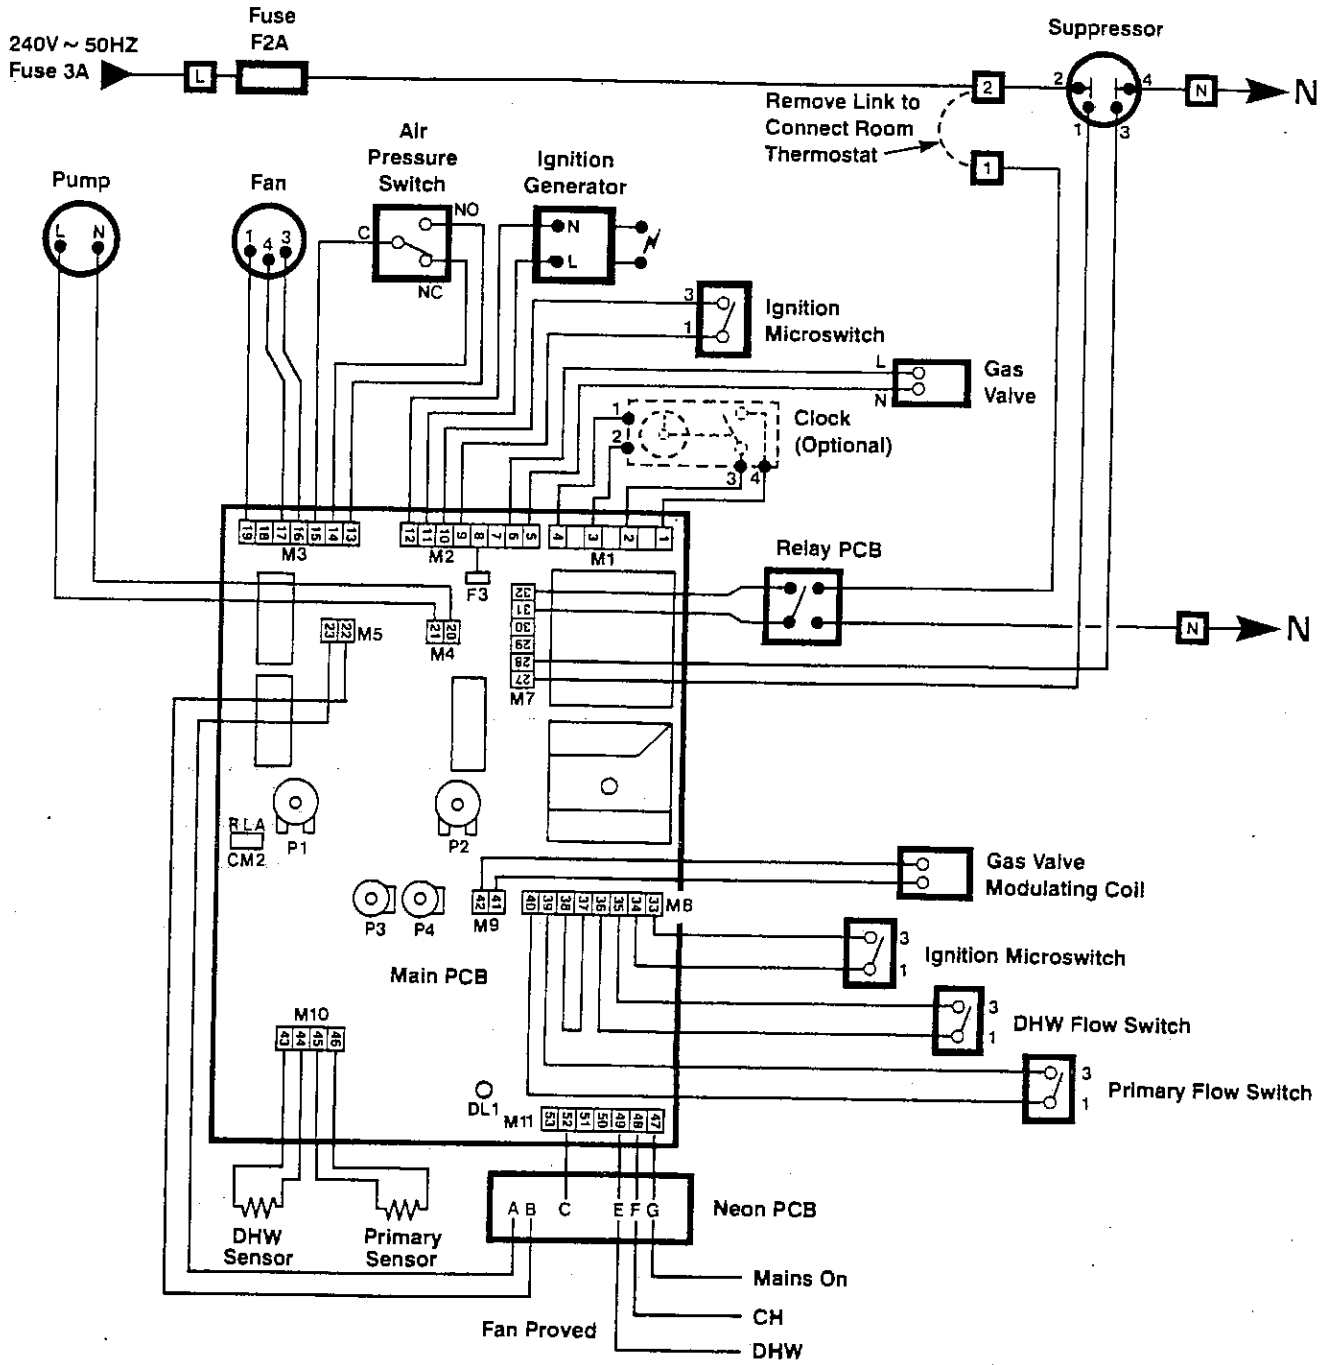 Fuse
F2A
240V ~ 50HZ
Fuse 3A
L
Suppressor
2
2
4
N
N
1
3
Remove Link to
Connect Room
Thermostat
1
Air
Pressure
Switch
Ignition
Generator
Pump
Fan
L
N
1
4
3
C
NO
NC
N
L
3
1
Ignition
Microswitch
L
N
Gas
Valve
1
2
3
4
Clock
(Optional)
19
18
17
16
15
14
13
M3
12
11
10
9
8
7
6
5
M2
4
3
2
1
M1
F3
Relay PCB
32
31
30
29
28
27
M7
23
22
M5
21
20
M4
N
N
P1
P2
RLA
CM2
P3
P4
42
41
M9
40
39
38
37
36
35
34
33
M8
Gas Valve
Modulating Coil
3
1
Ignition Microswitch
Main PCB
3
1
DHW Flow Switch
3
1
Primary Flow Switch
M10
43
44
45
46
DL1
M11
53
52
51
50
49
48
47
A B C E F G
Neon PCB
DHW
Sensor
Primary
Sensor
Mains On
CH
Fan Proved
DHW